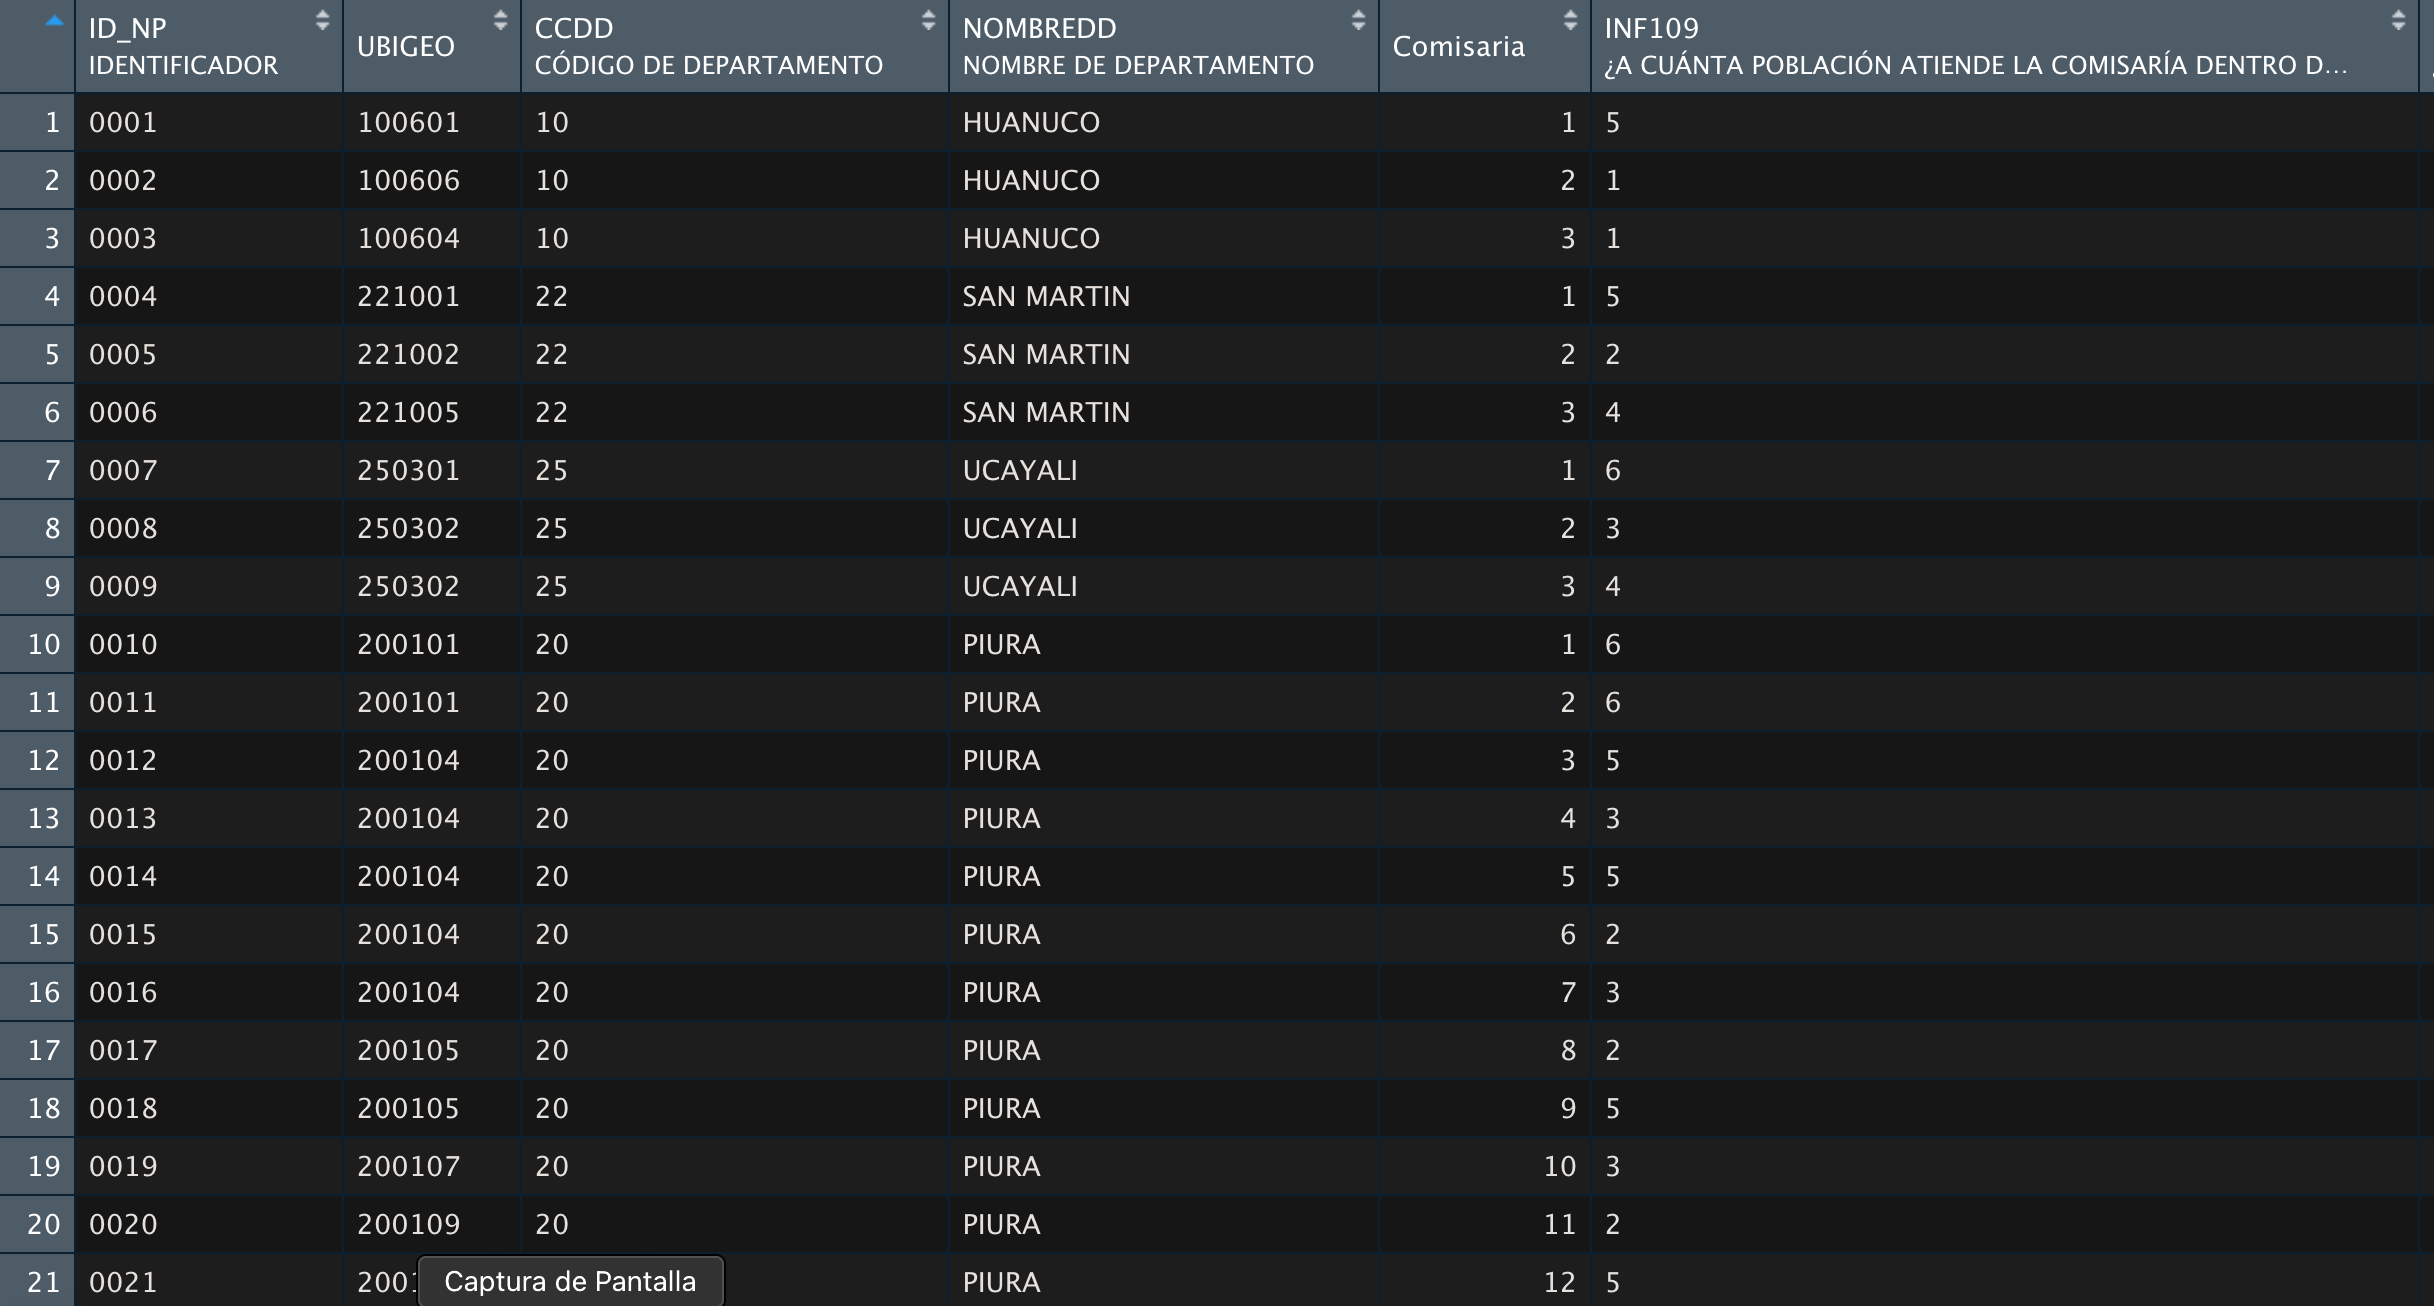 ID_NP IDENTIFICADOR UBIGEO CCDD CÓDIGO DE DEPARTAMENTO NOMBREDD NOMBRE DE DEPARTAMENTO Comisaria INF109 ¿A CUÁNTA POBLACIÓN ATIENDE LA COMISARÍA DENTRO D...
1 0001 100601 10 HUANUCO 1 5
2 0002 100606 10 HUANUCO 2 1
3 0003 100604 10 HUANUCO 3 1
4 0004 221001 22 SAN MARTIN 1 5
5 0005 221002 22 SAN MARTIN 2 2
6 0006 221005 22 SAN MARTIN 3 4
7 0007 250301 25 UCAYALI 1 6
8 0008 250302 25 UCAYALI 2 3
9 0009 250302 25 UCAYALI 3 4
10 0010 200101 20 PIURA 1 6
11 0011 200101 20 PIURA 2 6
12 0012 200104 20 PIURA 3 5
13 0013 200104 20 PIURA 4 3
14 0014 200104 20 PIURA 5 5
15 0015 200104 20 PIURA 6 2
16 0016 200104 20 PIURA 7 3
17 0017 200105 20 PIURA 8 2
18 0018 200105 20 PIURA 9 5
19 0019 200107 20 PIURA 10 3
20 0020 200109 20 PIURA 11 2
21 0021 Captura de Pantalla PIURA 12 5